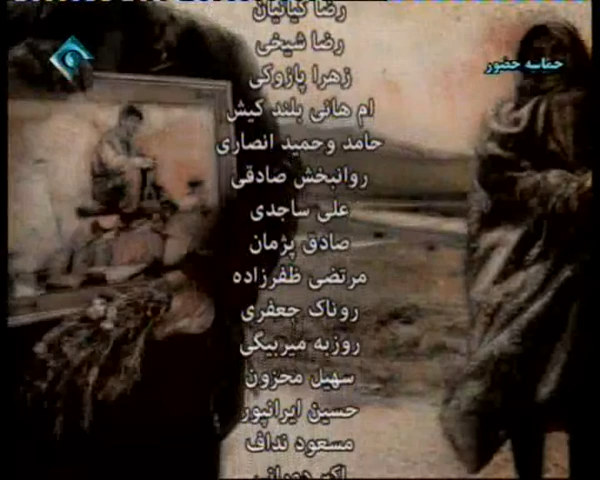 رضا کیانیان
رضا شیخی
زهرا پازوکی
ام هانی بلند کیش
حامد وحمید انصاری
روانبخش صادقی
علی ساجدی
صادق پژمان
مرتضی ظفرزاده
روناک جعفری
روزبه میربیگی
سهیل محزون
حسین ایرانپور
مسعود نداف
حماسه حضور